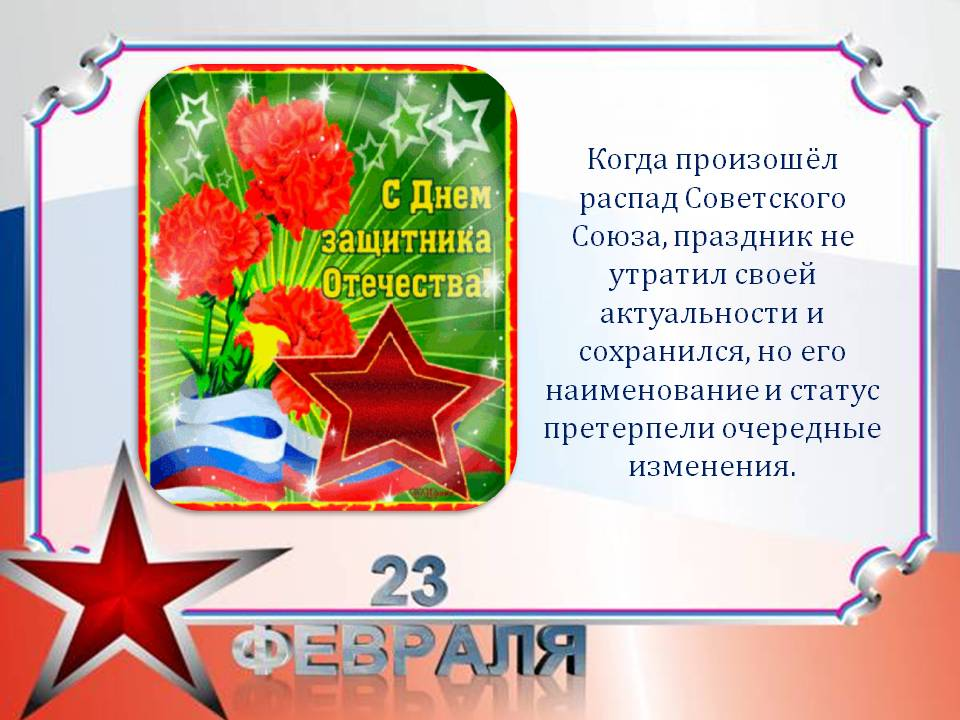 С Днем
защитника
Отечества!
Когда произошёл
распад Советского
Союза, праздник не
утратил своей
актуальности и
сохранился, но его
наименование и статус
претерпели очередные
изменения.
23
ФЕВРАЛЯ